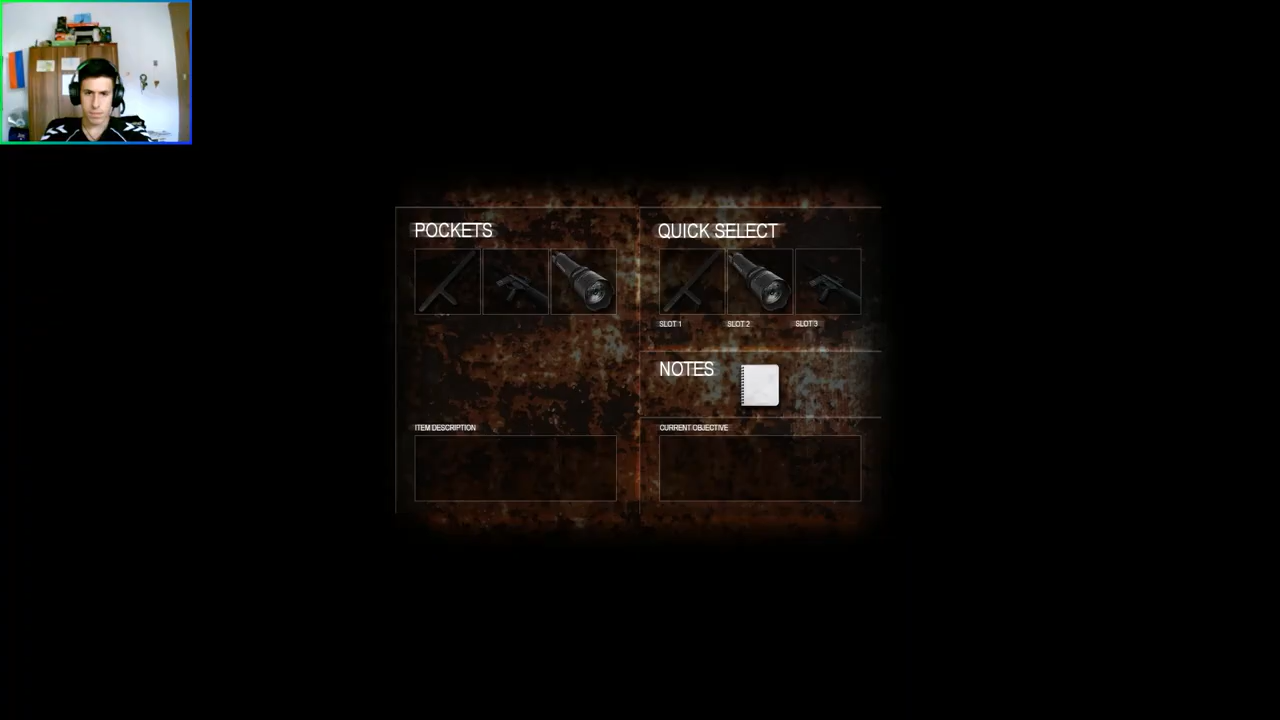 POCKETS
QUICK SELECT
SLOT 1
SLOT 2
SLOT 3
NOTES
ITEM DESCRIPTION
CURRENT OBJECTIVE